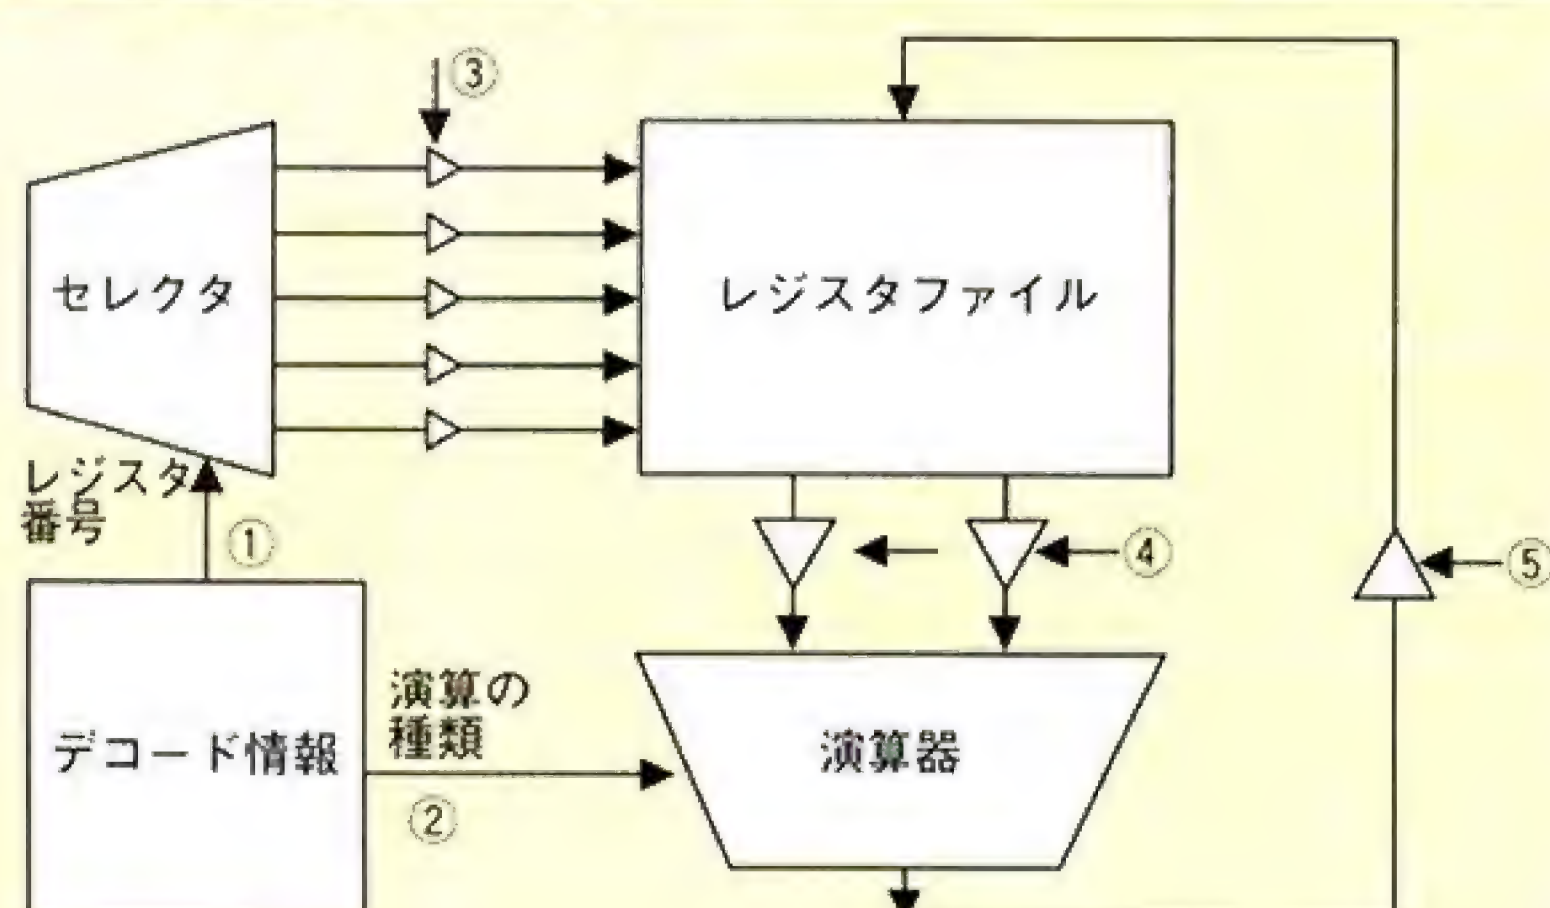 ③
セレクタ
レジスタファイル
レジスタ
番号
①
④
⑤
演算の
種類
デコード情報
演算器
②